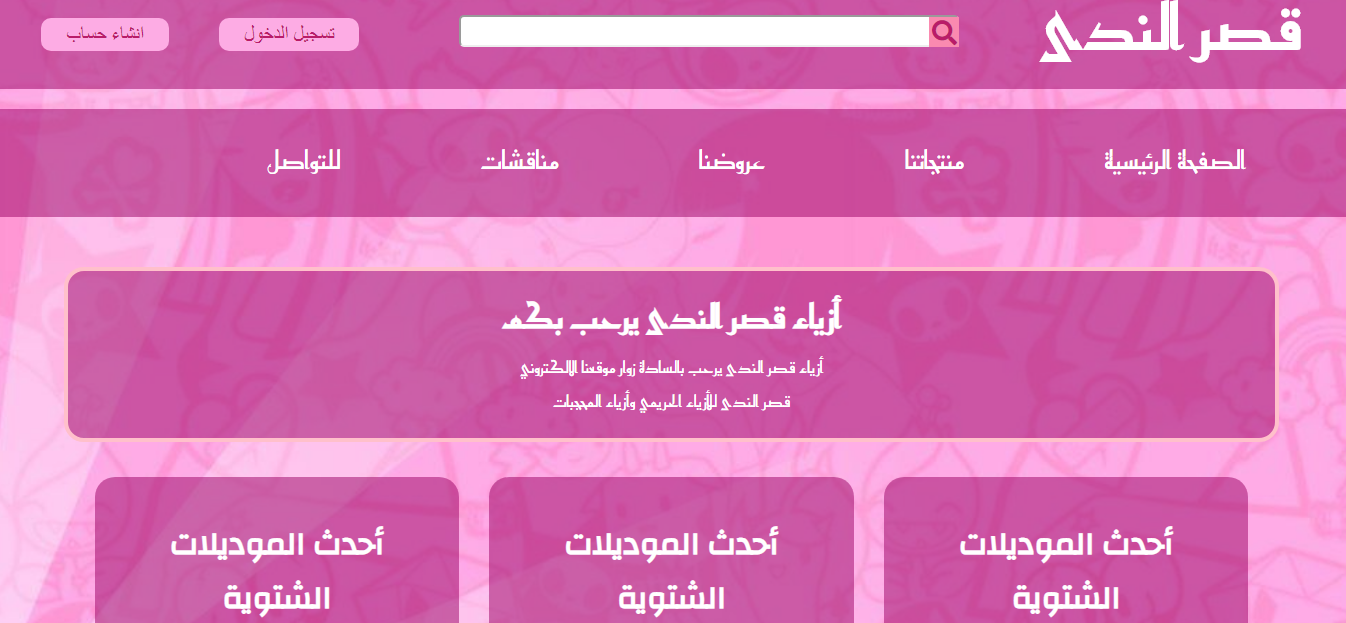 قصر الندى
تسجيل الدخول
انشاء حساب
الصفحة الرئيسية
منتجاتنا
عروضنا
مناقشات
للتواصل
أزياء قصر الندى يرحب بكم
أزياء قصر الندى يرحب بالسادة زوار موقعنا الالكتروني
قصر الندى للأزياء الحريمي وأزياء المحجبات
أحدث الموديلات
الشتوية
أحدث الموديلات
الشتوية
أحدث الموديلات
الشتوية